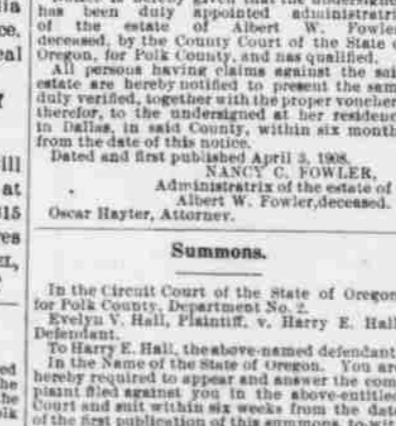 has been duly appointed administratri
of the estate of Albert W. Fowler
deceased, by the County Court of the State o
Oregon, for Polk County, and has qualified.
All persons having claims against the sai
estate are hereby notified to present the sam
duly verified, together with the proper voucher
therefor, to the undersigned at her residenc
in Dallas, in said County, within six month
from the date of this notice.
Dated and first published April 3, 1908.
NANCY C. FOWLER,
Administratrix of the estate of
Albert W. Fowler,deceased.
Oscar Hayter, Attorney.
Summons.
In the Circuit Court of the State of Oregon
for Polk County, Department No. 2.
Evelyn V. Hall, Plaintiff, v. Harry E. Hall
Defendant.
To Harry E. Hall, the above-named defendant
In the Name of the State of Oregon. You are
hereby required to appear and answer the com
plaint filed against you in the above-entitled
Court and suit within six weeks from the date
of the first publication of this summons, to-wit